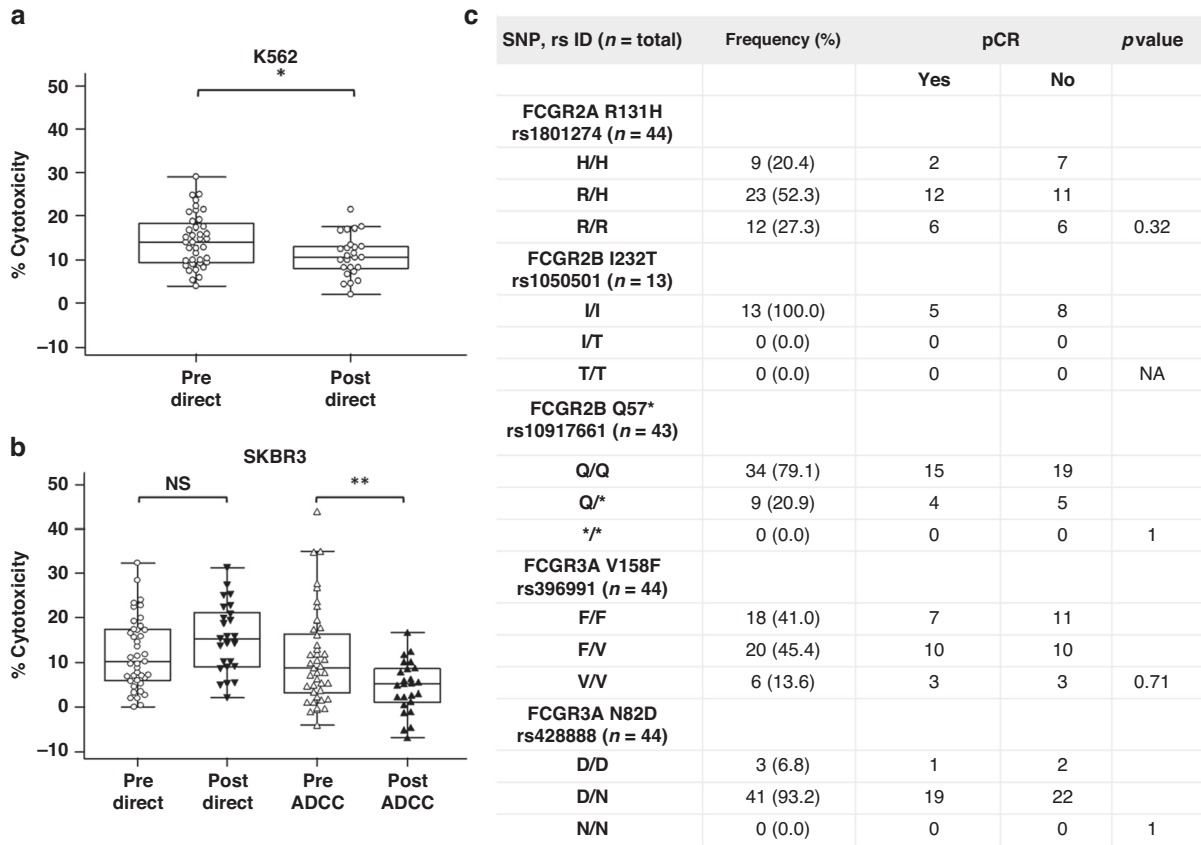 a
K562
*
50
40
30
20
10
0
–10
% Cytotoxicity
Pre direct
Post direct
b
SKBR3
NS
**
50
40
30
20
10
0
–10
% Cytotoxicity
Pre direct
Post direct
Pre ADCC
Post ADCC
c
SNP, rs ID (n = total) Frequency (%) pCR p value
Yes No
FCGR2A R131H
rs1801274 (n = 44)
H/H 9 (20.4) 2 7
R/H 23 (52.3) 12 11
R/R 12 (27.3) 6 6 0.32
FCGR2B I232T
rs1050501 (n = 13)
I/I 13 (100.0) 5 8
I/T 0 (0.0) 0 0
T/T 0 (0.0) 0 0 NA
FCGR2B Q57*
rs10917661 (n = 43)
Q/Q 34 (79.1) 15 19
Q/* 9 (20.9) 4 5
*/* 0 (0.0) 0 0 1
FCGR3A V158F
rs396991 (n = 44)
F/F 18 (41.0) 7 11
F/V 20 (45.4) 10 10
V/V 6 (13.6) 3 3 0.71
FCGR3A N82D
rs428888 (n = 44)
D/D 3 (6.8) 1 2
D/N 41 (93.2) 19 22
N/N 0 (0.0) 0 0 1